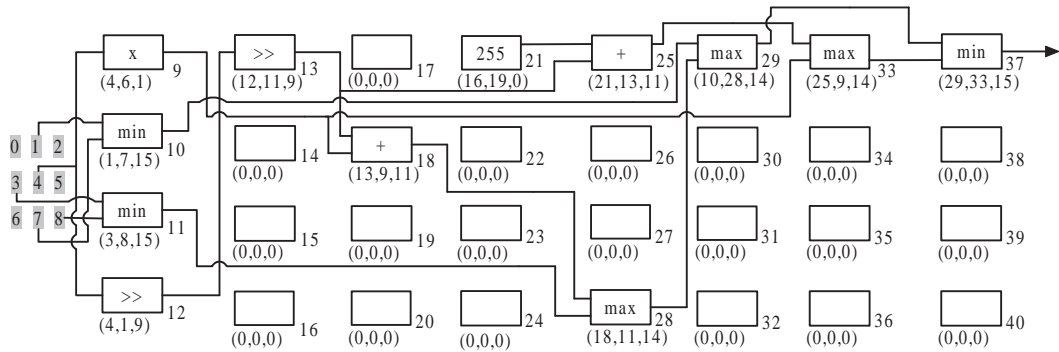 x 9 (4,6,1)
>> 13 (12,11,9)
17 (0,0,0)
255 21 (16,19,0)
+ 25 (21,13,11)
max 29 (10,28,14)
max 33 (25,9,14)
min 37 (29,33,15)
0 1 2
3 4 5
6 7 8
min 10 (1,7,15)
14 (0,0,0)
+ 18 (13,9,11)
22 (0,0,0)
26 (0,0,0)
30 (0,0,0)
34 (0,0,0)
38 (0,0,0)
min 11 (3,8,15)
15 (0,0,0)
19 (0,0,0)
23 (0,0,0)
27 (0,0,0)
31 (0,0,0)
35 (0,0,0)
39 (0,0,0)
>> 12 (4,1,9)
16 (0,0,0)
20 (0,0,0)
24 (0,0,0)
max 28 (18,11,14)
32 (0,0,0)
36 (0,0,0)
40 (0,0,0)